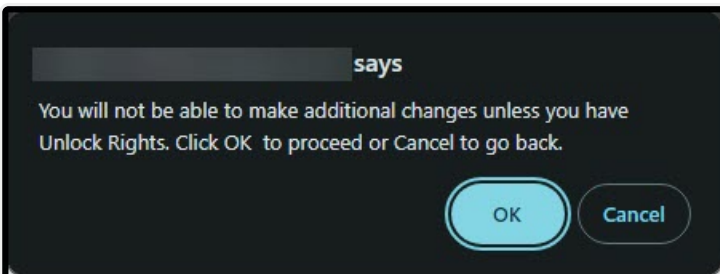 says
You will not be able to make additional changes unless you have
Unlock Rights. Click OK  to proceed or Cancel to go back.
OK
Cancel